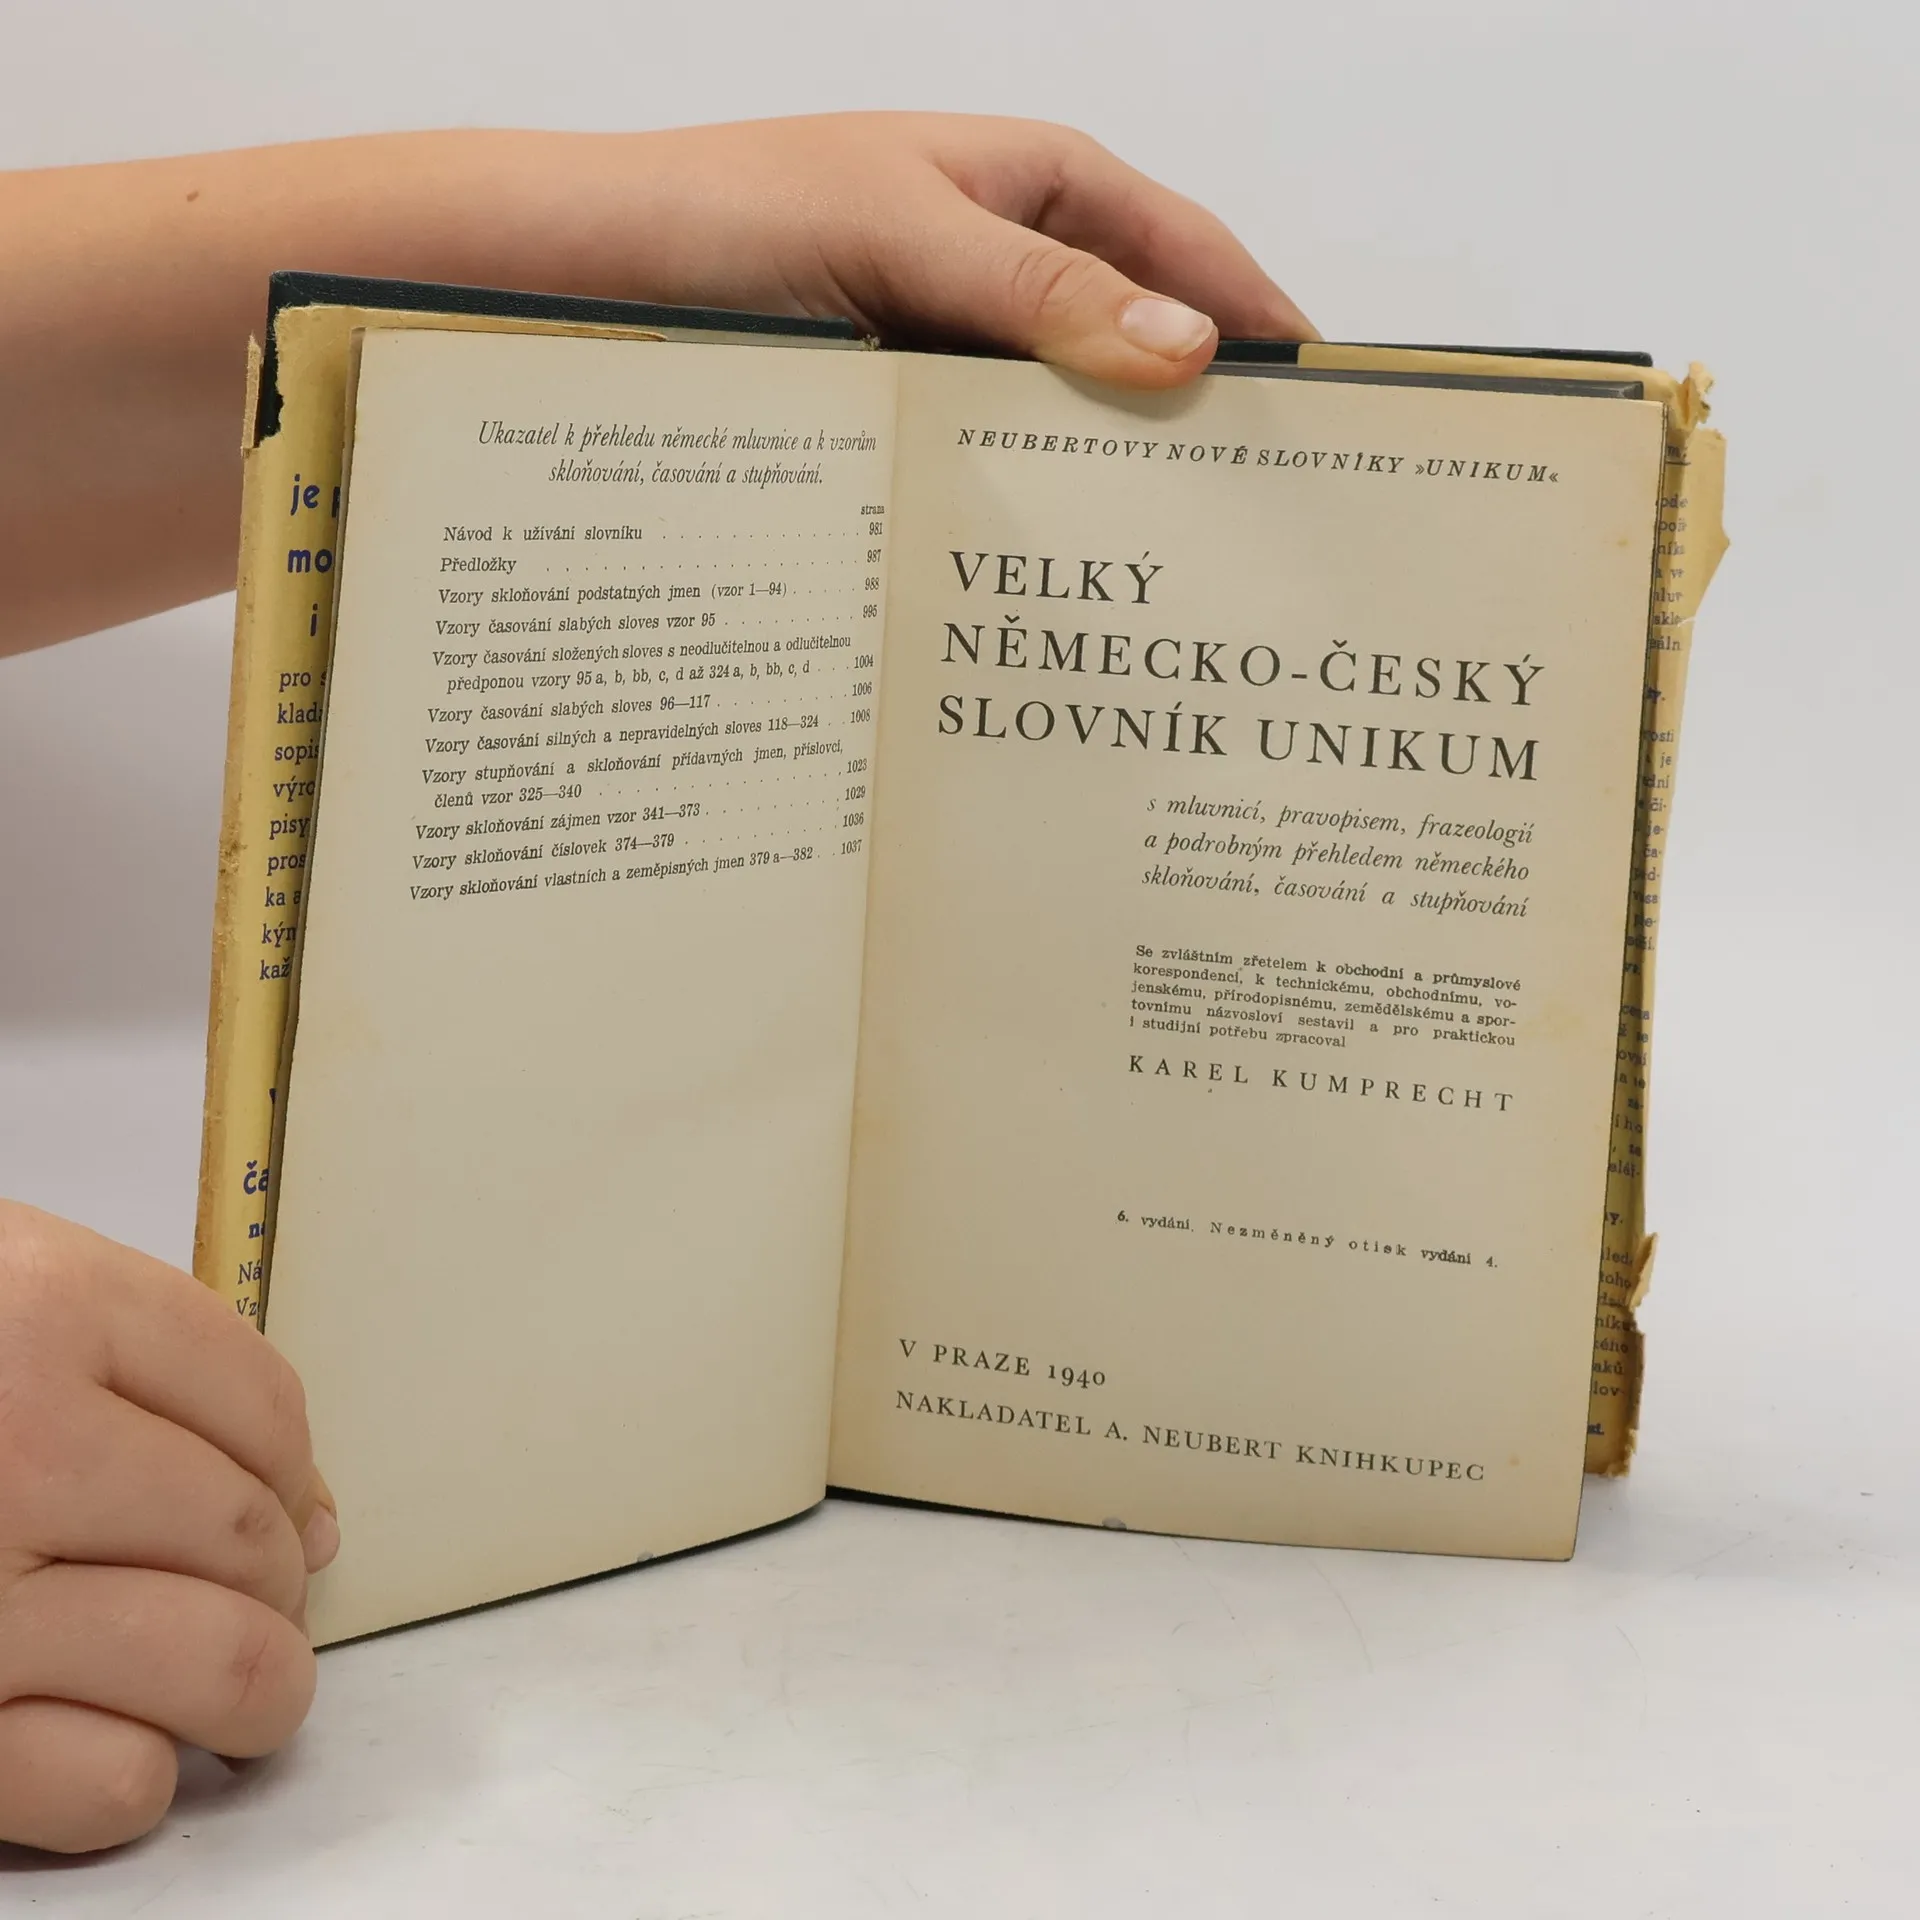 Ukazatel k přehledu německé mluvnice a k vzorům
skloňování, časování a stupňování.
strana
Návod k užívání slovníku . . . . . . . . . . . . . 981
Předložky . . . . . . . . . . . . . . . . . . 987
Vzory skloňování podstatných jmen (vzor 1—94) . . . . . 988
Vzory časování slabých sloves vzor 95 . . . . . . . . . 995
Vzory časování složených sloves s neodlučitelnou a odlučitelnou
předponou vzory 95 a, b, bb, c, d až 324 a, b, bb, c, d . . . 1004
Vzory časování slabých sloves 96—117 . . . . . . . . . 1006
Vzory časování silných a nepravidelných sloves 118—324 . . 1008
Vzory stupňování a skloňování přídavných jmen, příslovcí,
členů vzor 325—340 . . . . . . . . . . . . . . 1023
Vzory skloňování zájmen vzor 341—373 . . . . . . . . . 1029
Vzory skloňování číslovek 374—379 . . . . . . . . . . 1036
Vzory skloňování vlastních a zeměpisných jmen 379 a—382 . . 1037
NEUBERTOVY NOVÉ SLOVNÍKY »UNIKUM«
VELKÝ
NĚMECKO-ČESKÝ
SLOVNÍK UNIKUM
s mluvnicí, pravopisem, frazeologií
a podrobným přehledem německého
skloňování, časování a stupňování
Se zvláštním zřetelem k obchodní a průmyslové
korespondenci, k technickému, obchodnímu, vo-
jenskému, přírodopisnému, zemědělskému a spor-
tovnímu názvosloví sestavil a pro praktickou
i studijní potřebu zpracoval
KAREL KUMPRECHT
6. vydání. Nezměněný otisk vydání 4.
V PRAZE 1940
NAKLADATEL A. NEUBERT KNIHKUPEC